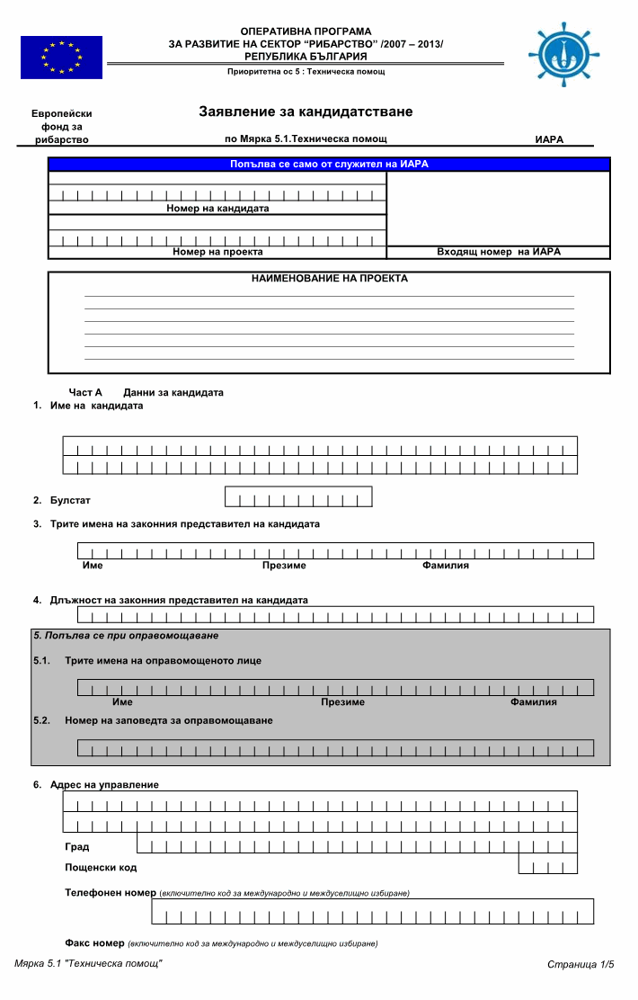 ОПЕРАТИВНА ПРОГРАМА
ЗА РАЗВИТИЕ НА СЕКТОР “РИБАРСТВО” /2007 – 2013/
РЕПУБЛИКА БЪЛГАРИЯ
Приоритетна ос 5 : Техническа помощ
Европейски
фонд за
рибарство
Заявление за кандидатстване
по Мярка 5.1.Техническа помощ
ИАРА
Попълва се само от служител на ИАРА
Номер на кандидата
Номер на проекта
Входящ номер на ИАРА
НАИМЕНОВАНИЕ НА ПРОЕКТА
Част А Данни за кандидата
1. Име на кандидата
2. Булстат
3. Трите имена на законния представител на кандидата
Име Презиме Фамилия
4. Длъжност на законния представител на кандидата
5. Попълва се при оправомощаване
5.1. Трите имена на оправомощеното лице
Име Презиме Фамилия
5.2. Номер на заповедта за оправомощаване
6. Адрес на управление
Град
Пощенски код
Телефонен номер (включително код за международно и междуселищно избиране)
Факс номер (включително код за международно и междуселищно избиране)
Мярка 5.1 "Техническа помощ"
Страница 1/5